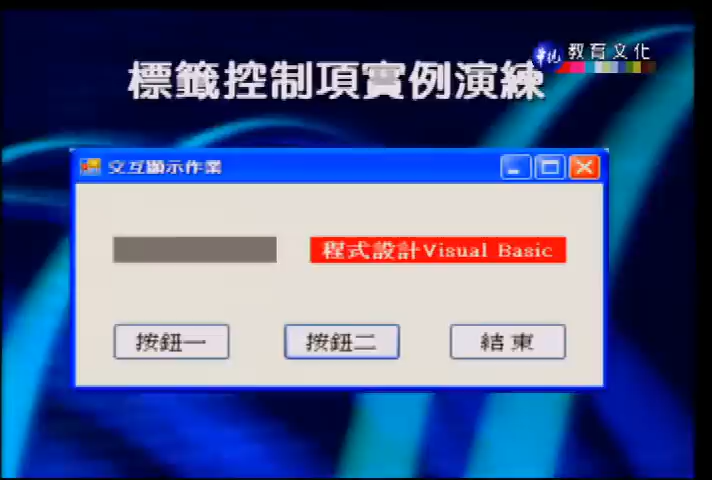 華視 教育文化
標籤控制項實例演練
交互顯示作業
程式設計Visual Basic
按鈕一
按鈕二
結 束